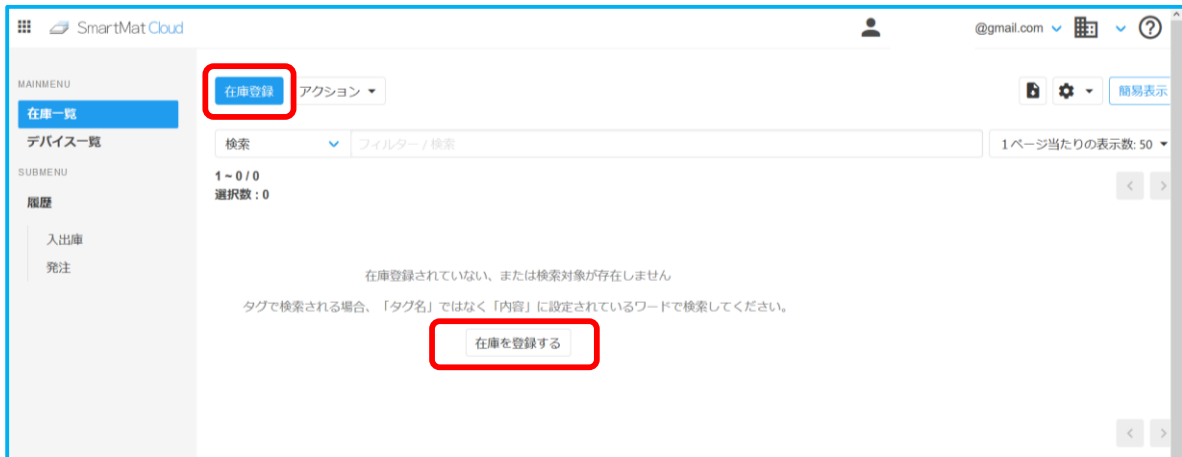 SmartMat Cloud
@gmail.com
MAINMENU
在庫一覧
デバイス一覧
SUBMENU
履歴
入出庫
発注
在庫登録 アクション
簡易表示
検索 フィルター / 検索 1ページ当たりの表示数: 50
1 ~ 0 / 0
選択数 : 0
在庫登録されていない、または検索対象が存在しません
タグで検索される場合、「タグ名」ではなく「内容」に設定されているワードで検索してください。
在庫を登録する